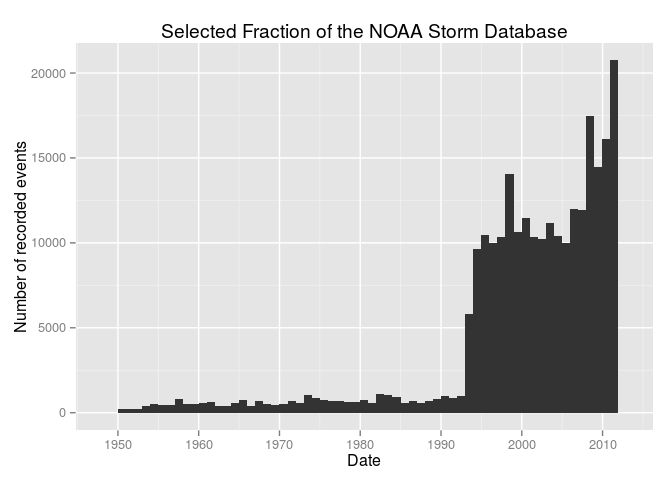 Selected Fraction of the NOAA Storm Database
Number of recorded events
20000
15000
10000
5000
0
1950 1960 1970 1980 1990 2000 2010
Date